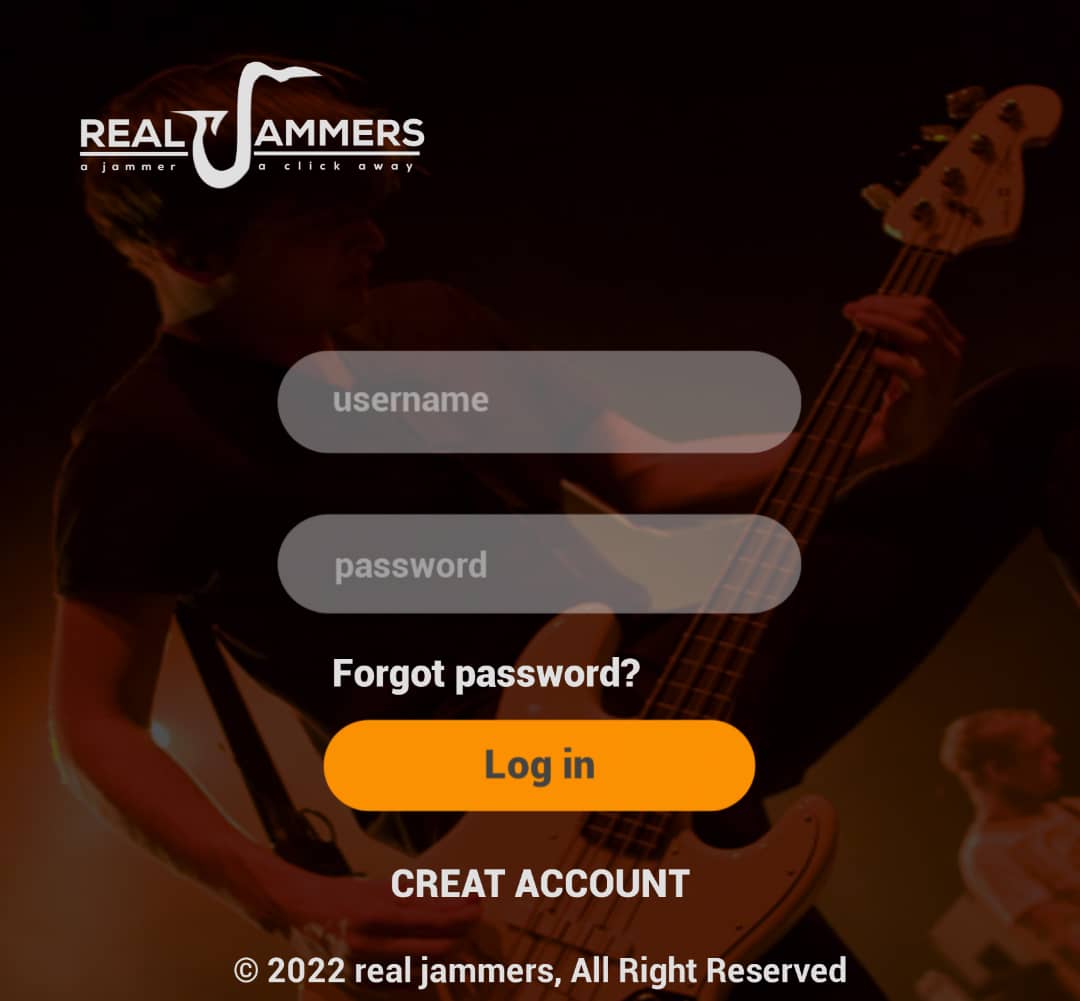 REAL JAMMERS
a jammer a click away
username
password
Forgot password?
Log in
CREAT ACCOUNT
© 2022 real jammers, All Right Reserved